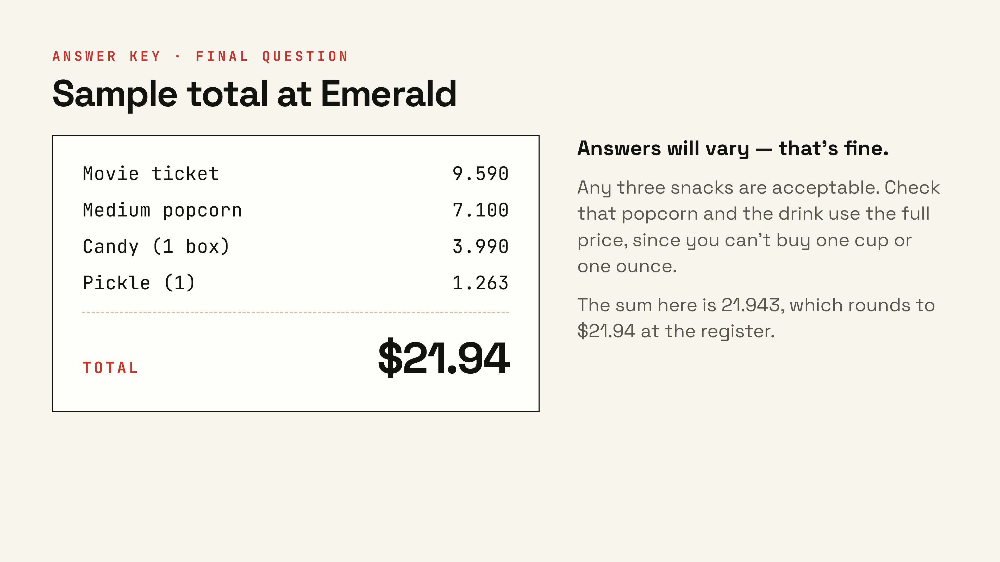 ANSWER KEY · FINAL QUESTION
Sample total at Emerald
Movie ticket 9.590
Medium popcorn 7.100
Candy (1 box) 3.990
Pickle (1) 1.263
TOTAL $21.94
Answers will vary — that’s fine.
Any three snacks are acceptable. Check
that popcorn and the drink use the full
price, since you can’t buy one cup or
one ounce.
The sum here is 21.943, which rounds to
$21.94 at the register.